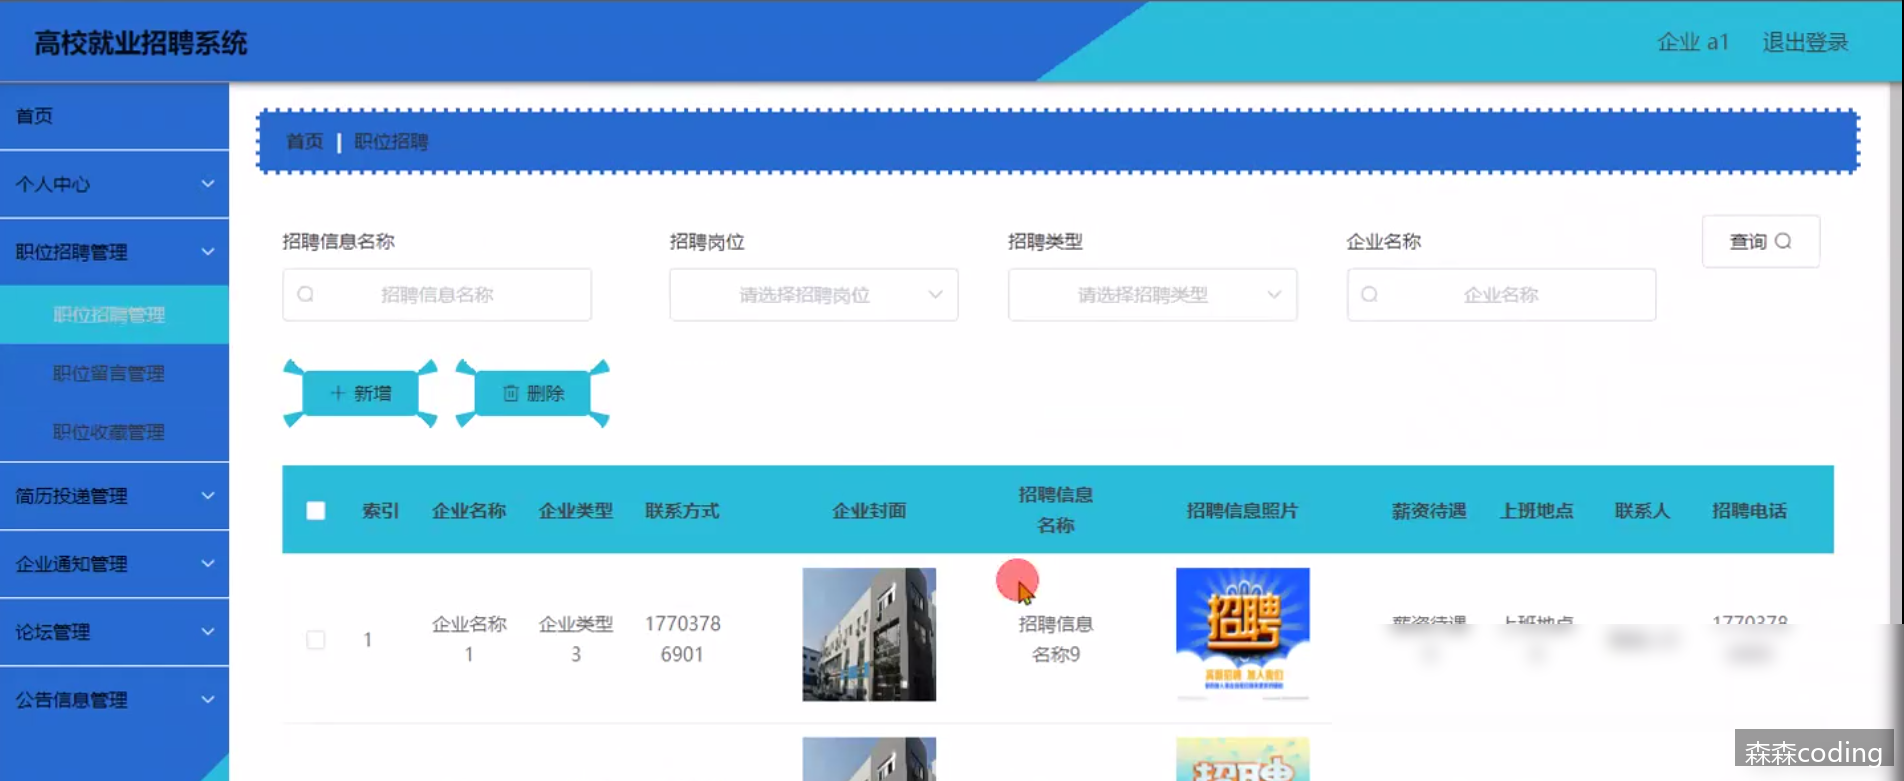 高校就业招聘系统
企业 a1 退出登录
首页
个人中心
职位招聘管理
职位招聘管理
职位留言管理
职位收藏管理
简历投递管理
企业通知管理
论坛管理
公告信息管理
首页 | 职位招聘
招聘信息名称 招聘岗位 招聘类型 企业名称
查询
招聘信息名称 请选择招聘岗位 请选择招聘类型 企业名称
新增 删除
索引 企业名称 企业类型 联系方式 企业封面 招聘信息名称 招聘信息照片 薪资待遇 上班地点 联系人 招聘电话
1 企业名称1 企业类型3 17703786901 招聘信息名称9 薪资待遇 上班地点 1770378
招聘
招聘
森森coding